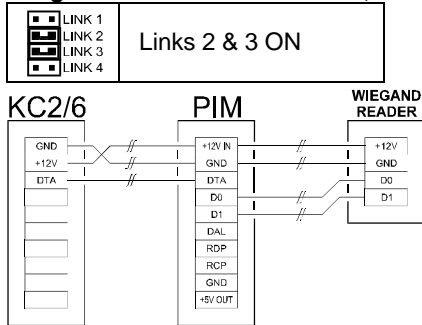 LINK 1
LINK 2
LINK 3
LINK 4
Links 2 & 3 ON
KC2/6
PIM
WIEGAND
READER
GND
+12V
DTA
+12V IN
GND
DTA
D0
D1
DAL
RDP
RCP
GND
+5V OUT
+12V
GND
D0
D1